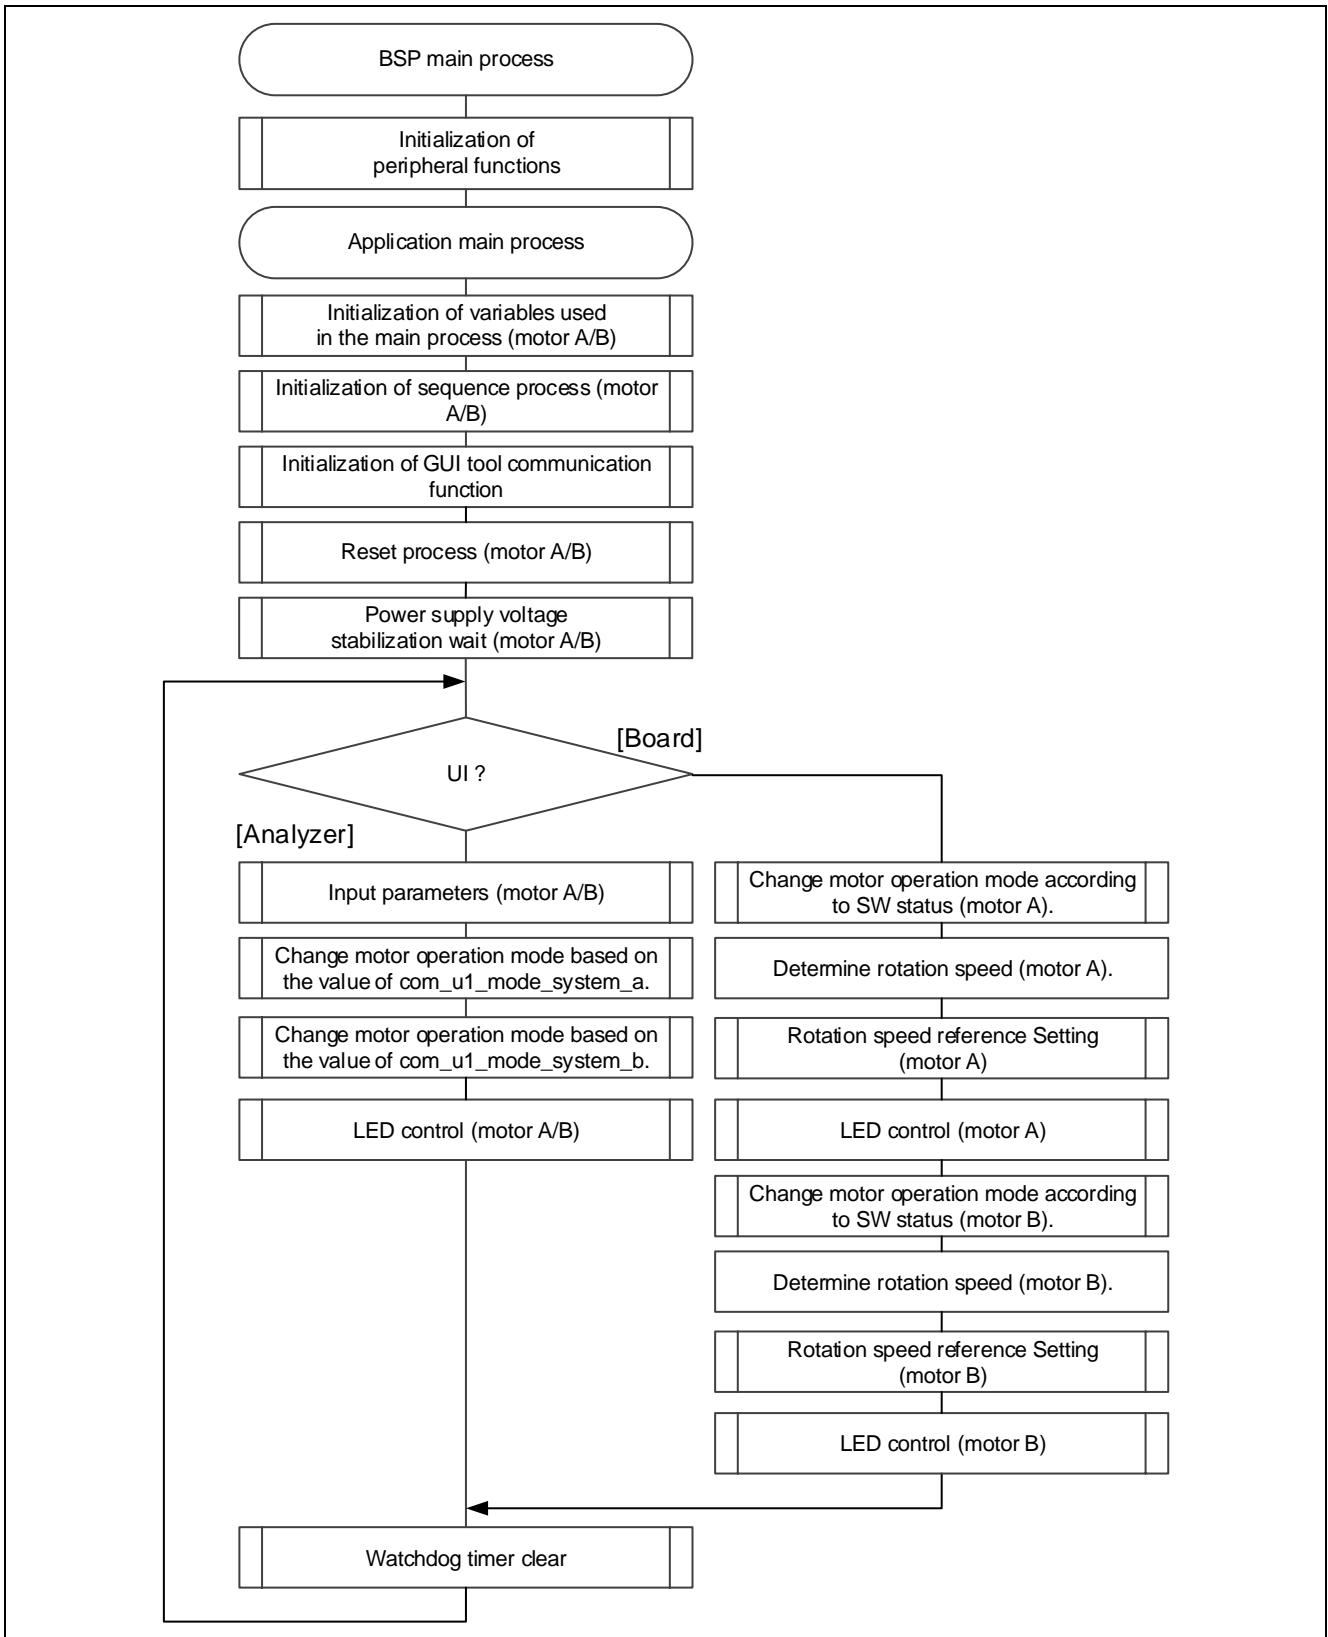 BSP main process
Initialization of
peripheral functions
Application main process
Initialization of variables used
in the main process (motor A/B)
Initialization of sequence process (motor
A/B)
Initialization of GUI tool communication
function
Reset process (motor A/B)
Power supply voltage
stabilization wait (motor A/B)
UI ?
[Board]
[Analyzer]
Input parameters (motor A/B)
Change motor operation mode based on
the value of com_u1_mode_system_a.
Change motor operation mode based on
the value of com_u1_mode_system_b.
LED control (motor A/B)
Change motor operation mode according
to SW status (motor A).
Determine rotation speed (motor A).
Rotation speed reference Setting
(motor A)
LED control (motor A)
Change motor operation mode according
to SW status (motor B).
Determine rotation speed (motor B).
Rotation speed reference Setting
(motor B)
LED control (motor B)
Watchdog timer clear